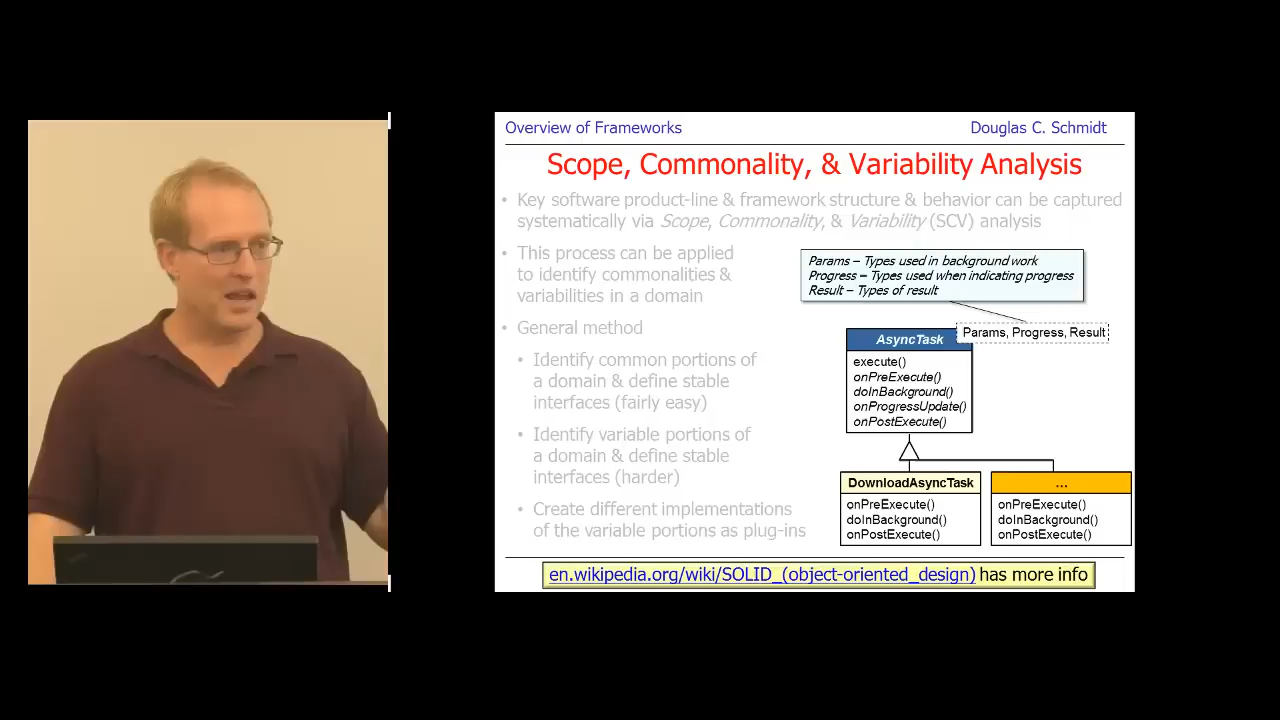 Overview of Frameworks
Douglas C. Schmidt
Scope, Commonality, & Variability Analysis
• Key software product-line & framework structure & behavior can be captured
systematically via Scope, Commonality, & Variability (SCV) analysis
• This process can be applied
to identify commonalities &
variabilities in a domain
• General method
• Identify common portions of
a domain & define stable
interfaces (fairly easy)
• Identify variable portions of
a domain & define stable
interfaces (harder)
• Create different implementations
of the variable portions as plug-ins
Params – Types used in background work
Progress – Types used when indicating progress
Result – Types of result
Params, Progress, Result
AsyncTask
execute()
onPreExecute()
doInBackground()
onProgressUpdate()
onPostExecute()
DownloadAsyncTask
onPreExecute()
doInBackground()
onPostExecute()
...
onPreExecute()
doInBackground()
onPostExecute()
en.wikipedia.org/wiki/SOLID_(object-oriented_design) has more info